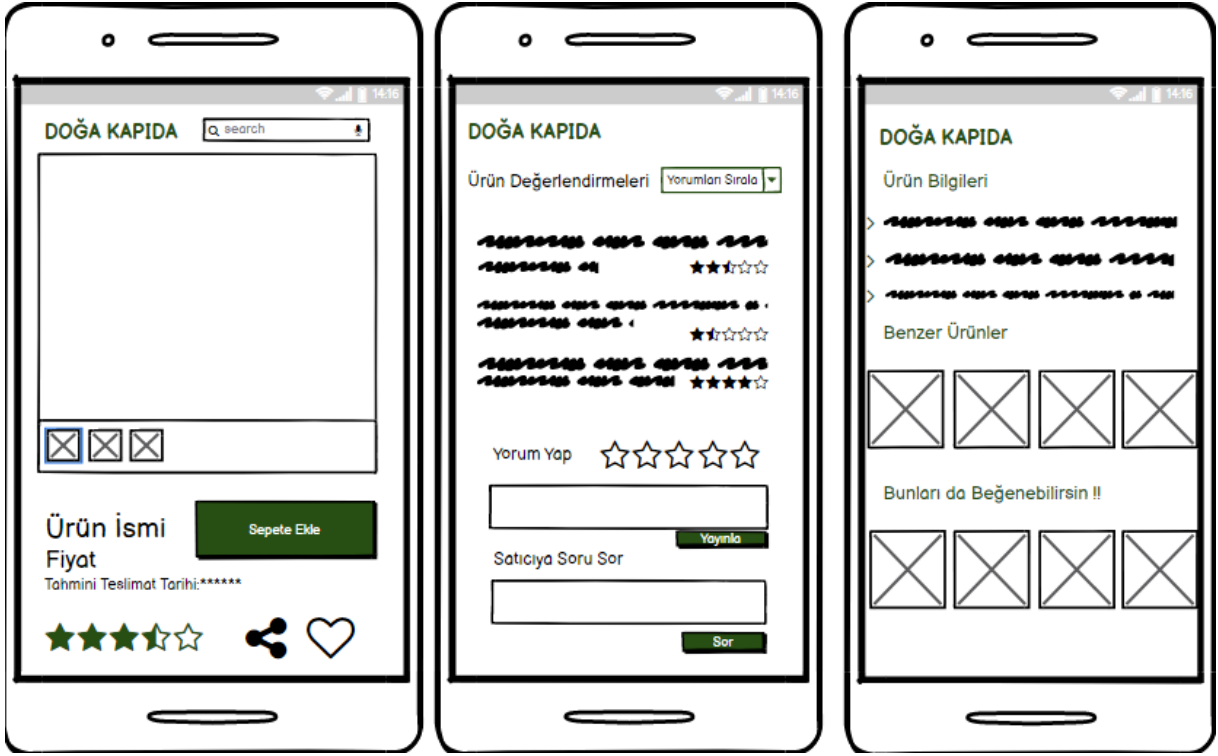 14:16
DOĞA KAPIDA
search
Ürün İsmi
Sepete Ekle
Fiyat
Tahmini Teslimat Tarihi:******
14:16
DOĞA KAPIDA
Ürün Değerlendirmeleri
Yorumları Sırala
Yorum Yap
Yayınla
Satıcıya Soru Sor
Sor
14:16
DOĞA KAPIDA
Ürün Bilgileri
Benzer Ürünler
Bunları da Beğenebilirsin !!